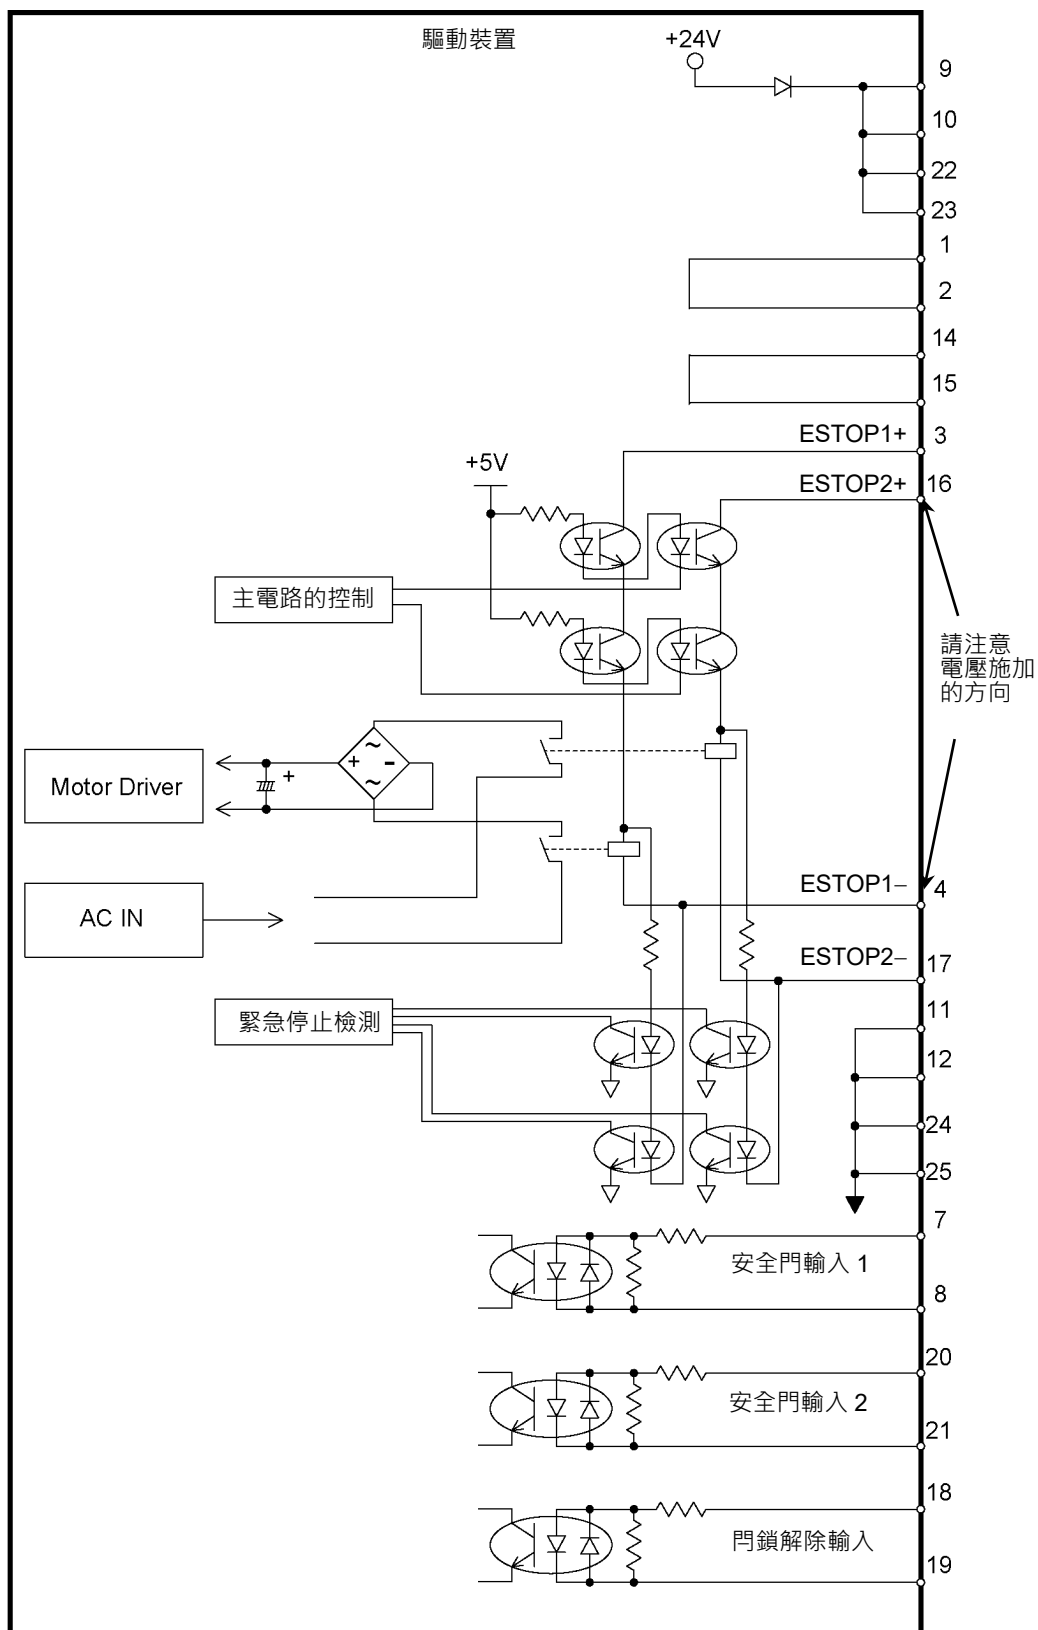 驅動裝置
+24V
9
10
22
23
1
2
14
15
ESTOP1+
3
+5V
ESTOP2+
16
主電路的控制
請注意
電壓施加
的方向
Motor Driver
~
+
-
~
+
ESTOP1–
4
AC IN
ESTOP2–
17
緊急停止檢測
11
12
24
25
7
安全門輸入 1
8
20
安全門輸入 2
21
18
閂鎖解除輸入
19